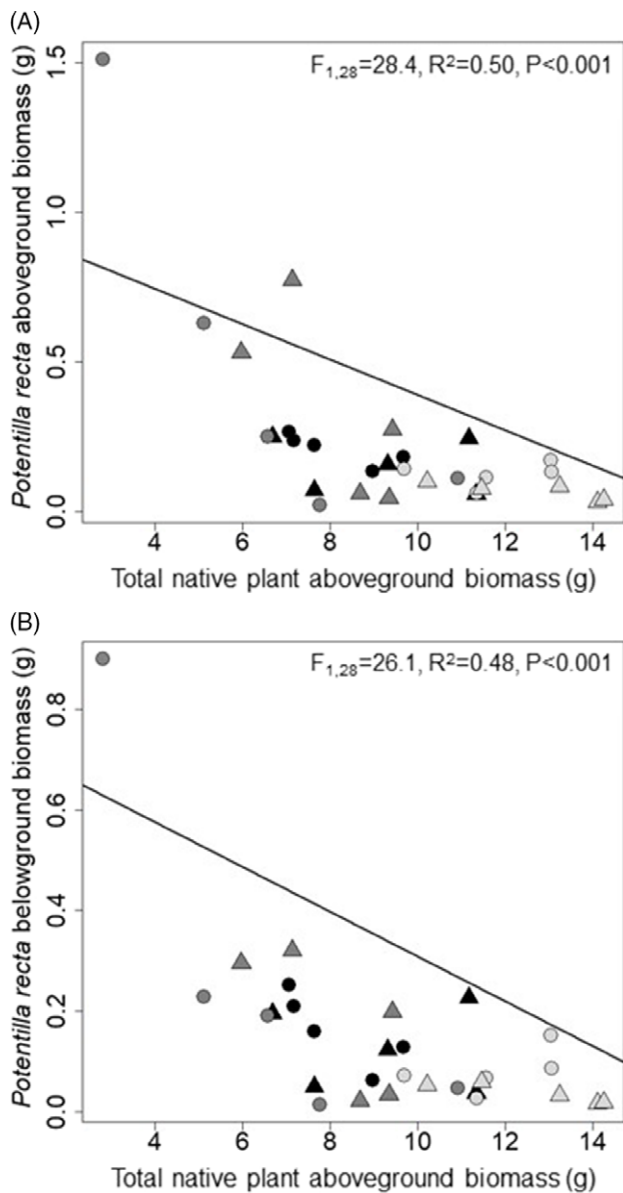 (A)
F1,28=28.4, R²=0.50, P<0.001
1.5
1.0
0.5
0.0
Potentilla recta aboveground biomass (g)
4 6 8 10 12 14
Total native plant aboveground biomass (g)
(B)
F1,28=26.1, R²=0.48, P<0.001
0.8
0.6
0.4
0.2
0.0
Potentilla recta belowground biomass (g)
4 6 8 10 12 14
Total native plant aboveground biomass (g)